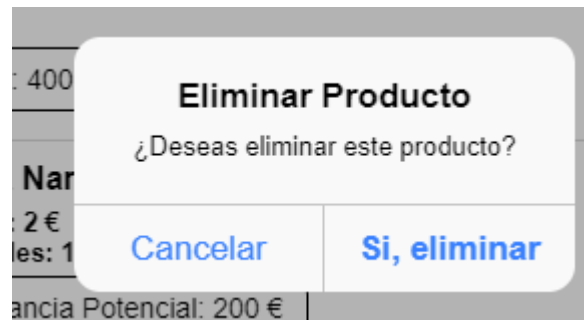 : 400
Eliminar Producto
¿Deseas eliminar este producto?
Nar
: 2 €
les: 1
Cancelar
Si, eliminar
ancia Potencial: 200 €